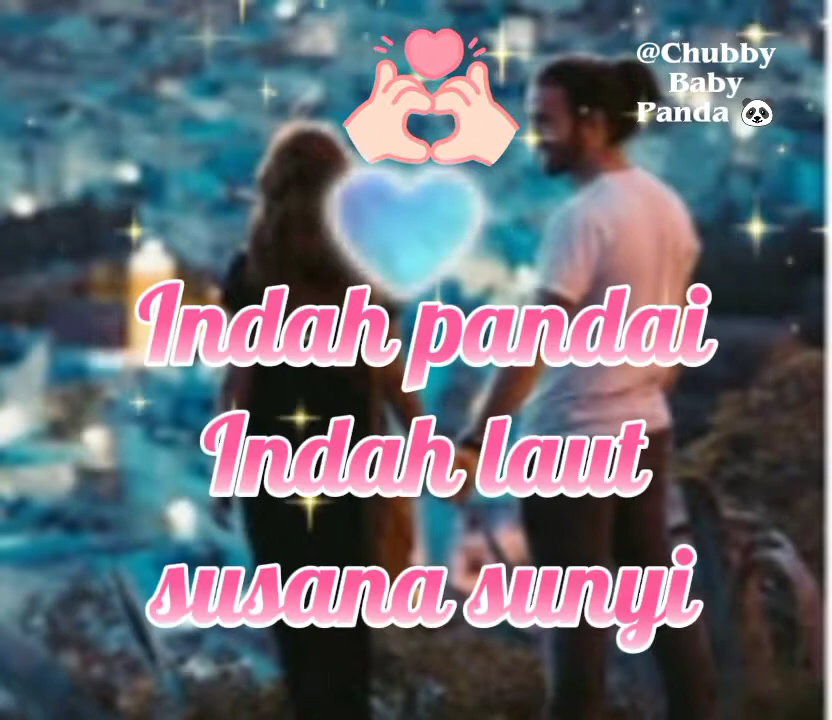 @Chubby
Baby
Panda 🐼
Indah pandai
Indah laut
susana sunyi